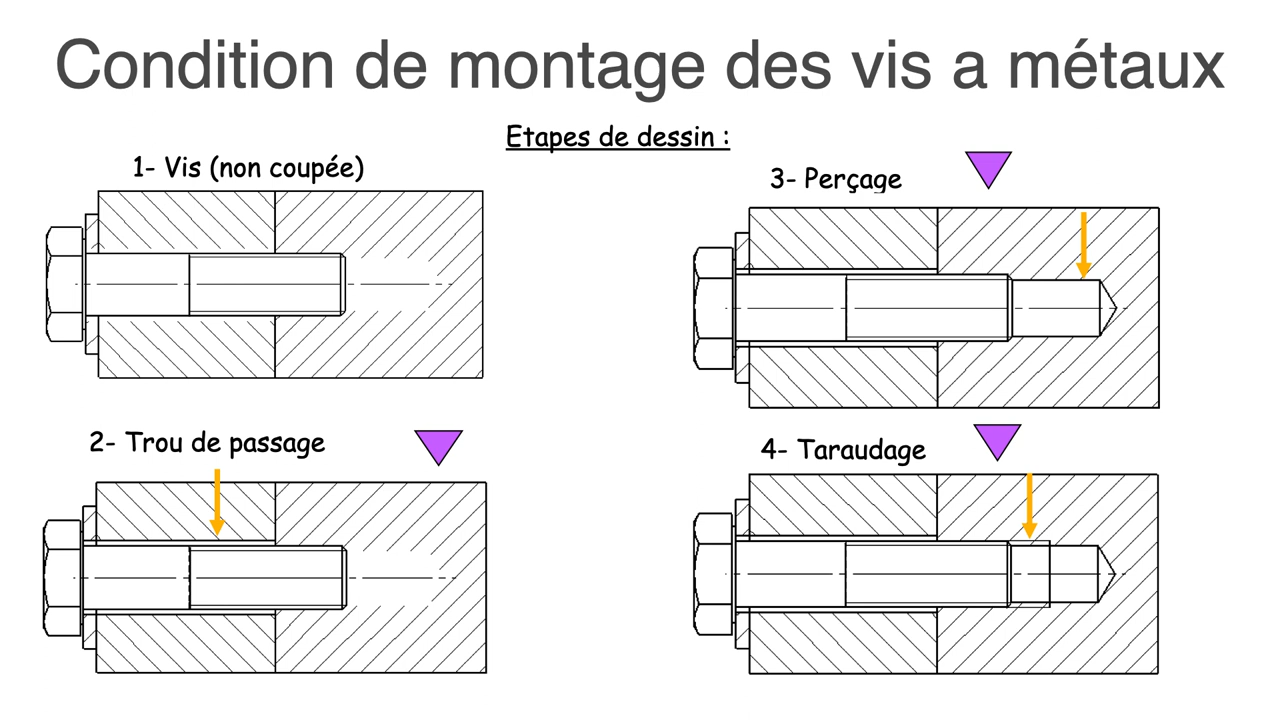 Condition de montage des vis a métaux
Etapes de dessin :
1- Vis (non coupée)
2- Trou de passage
3- Perçage
4- Taraudage